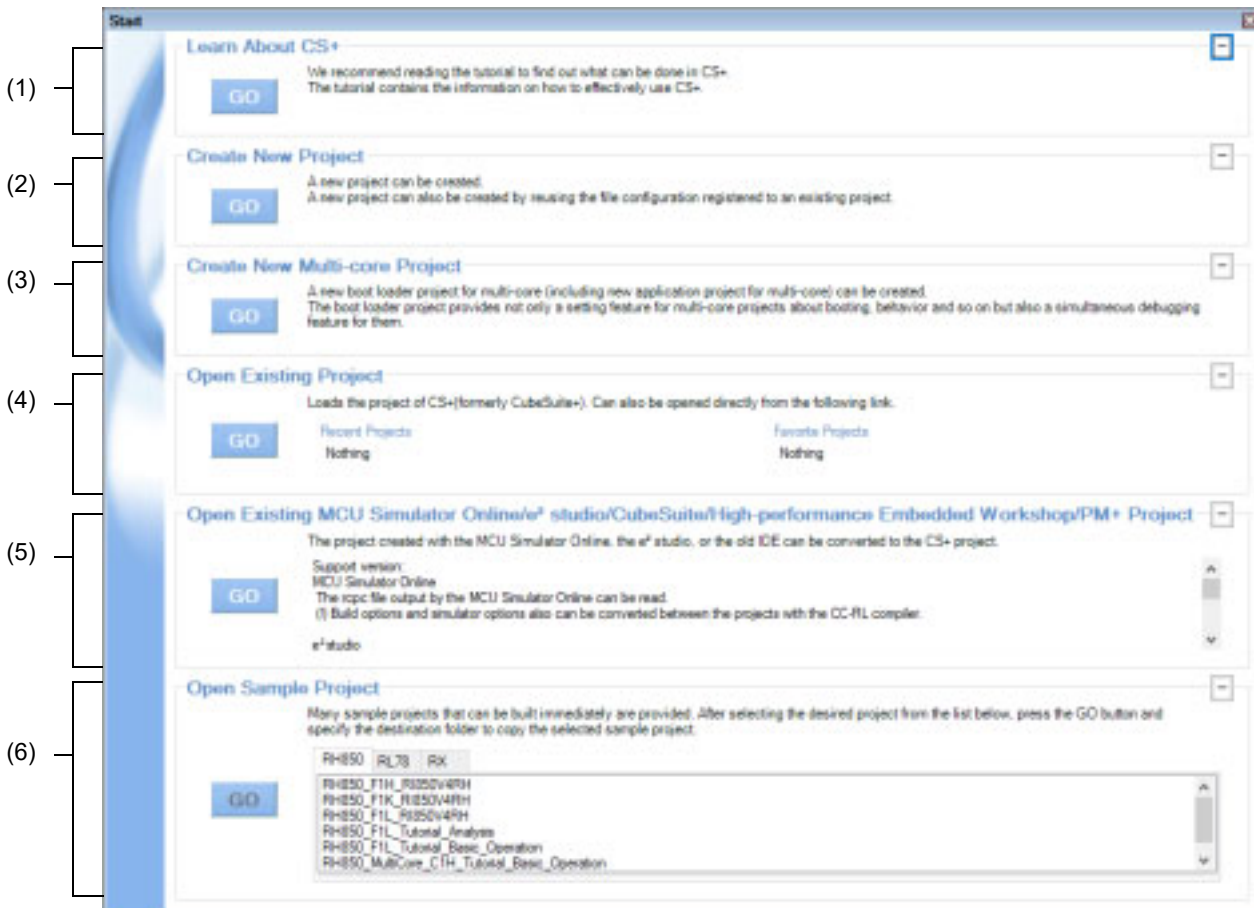 Start
(1)
Learn About CS+
GO
We recommend reading the tutorial to find out what can be done in CS+.
The tutorial contains the information on how to effectively use CS+.
(2)
Create New Project
GO
A new project can be created.
A new project can also be created by reusing the file configuration registered to an existing project.
(3)
Create New Multi-core Project
GO
A new boot loader project for multi-core (including new application project for multi-core) can be created.
The boot loader project provides not only a setting feature for multi-core projects about booting, behavior and so on but also a simultaneous debugging
feature for them.
(4)
Open Existing Project
GO
Loads the project of CS+(formerly CubeSuite+). Can also be opened directly from the following link.
Recent Projects
Nothing
Favorite Projects
Nothing
(5)
Open Existing MCU Simulator Online/e² studio/CubeSuite/High-performance Embedded Workshop/PM+ Project
GO
The project created with the MCU Simulator Online, the e² studio, or the old IDE can be converted to the CS+ project.
Support version:
MCU Simulator Online
The rcpc file output by the MCU Simulator Online can be read.
(!) Build options and simulator options also can be converted between the projects with the CC-RL compiler.
e² studio
(6)
Open Sample Project
GO
Many sample projects that can be built immediately are provided. After selecting the desired project from the list below, press the GO button and
specify the destination folder to copy the selected sample project.
RH850 RL78 RX
RH850_F1H_RI850V4RH
RH850_F1K_RI850V4RH
RH850_F1L_RI850V4RH
RH850_F1L_Tutorial_Analysis
RH850_F1L_Tutorial_Basic_Operation
RH850_MultiCore_C1H_Tutorial_Basic_Operation